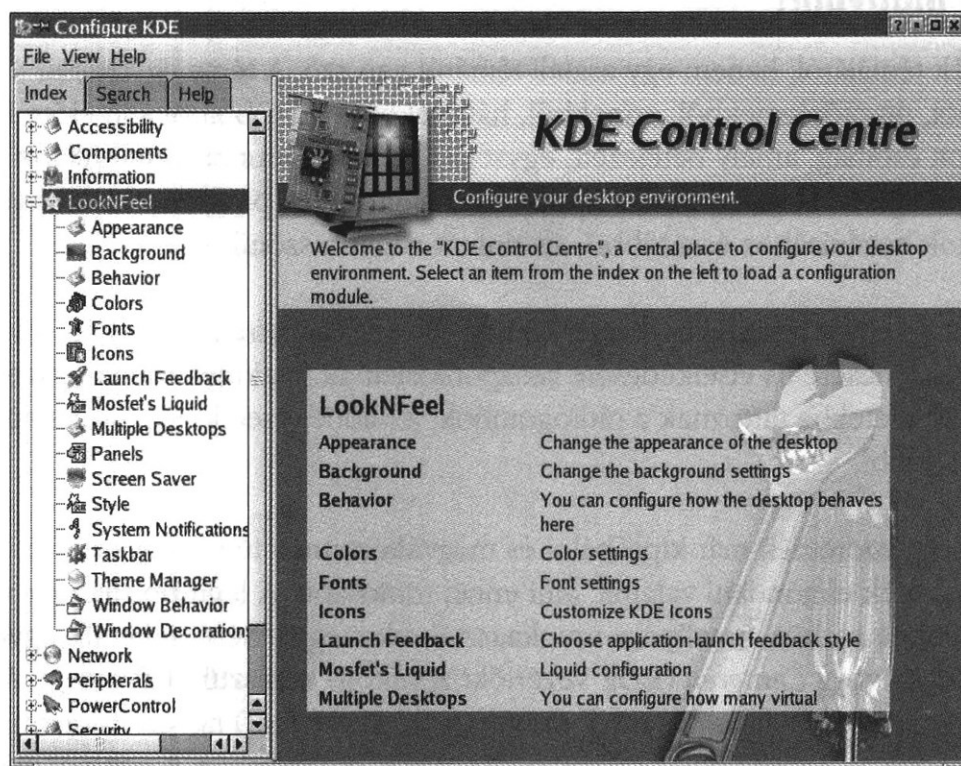 Configure KDE
File View Help
Index Search Help
Accessibility
Components
Information
LookNFeel
Appearance
Background
Behavior
Colors
Fonts
Icons
Launch Feedback
Mosfet's Liquid
Multiple Desktops
Panels
Screen Saver
Style
System Notifications
Taskbar
Theme Manager
Window Behavior
Window Decoration
Network
Peripherals
PowerControl
Security
KDE Control Centre
Configure your desktop environment.
Welcome to the "KDE Control Centre", a central place to configure your desktop
environment. Select an item from the index on the left to load a configuration
module.
LookNFeel
Appearance Change the appearance of the desktop
Background Change the background settings
Behavior You can configure how the desktop behaves
here
Colors Color settings
Fonts Font settings
Icons Customize KDE Icons
Launch Feedback Choose application-launch feedback style
Mosfet's Liquid Liquid configuration
Multiple Desktops You can configure how many virtual